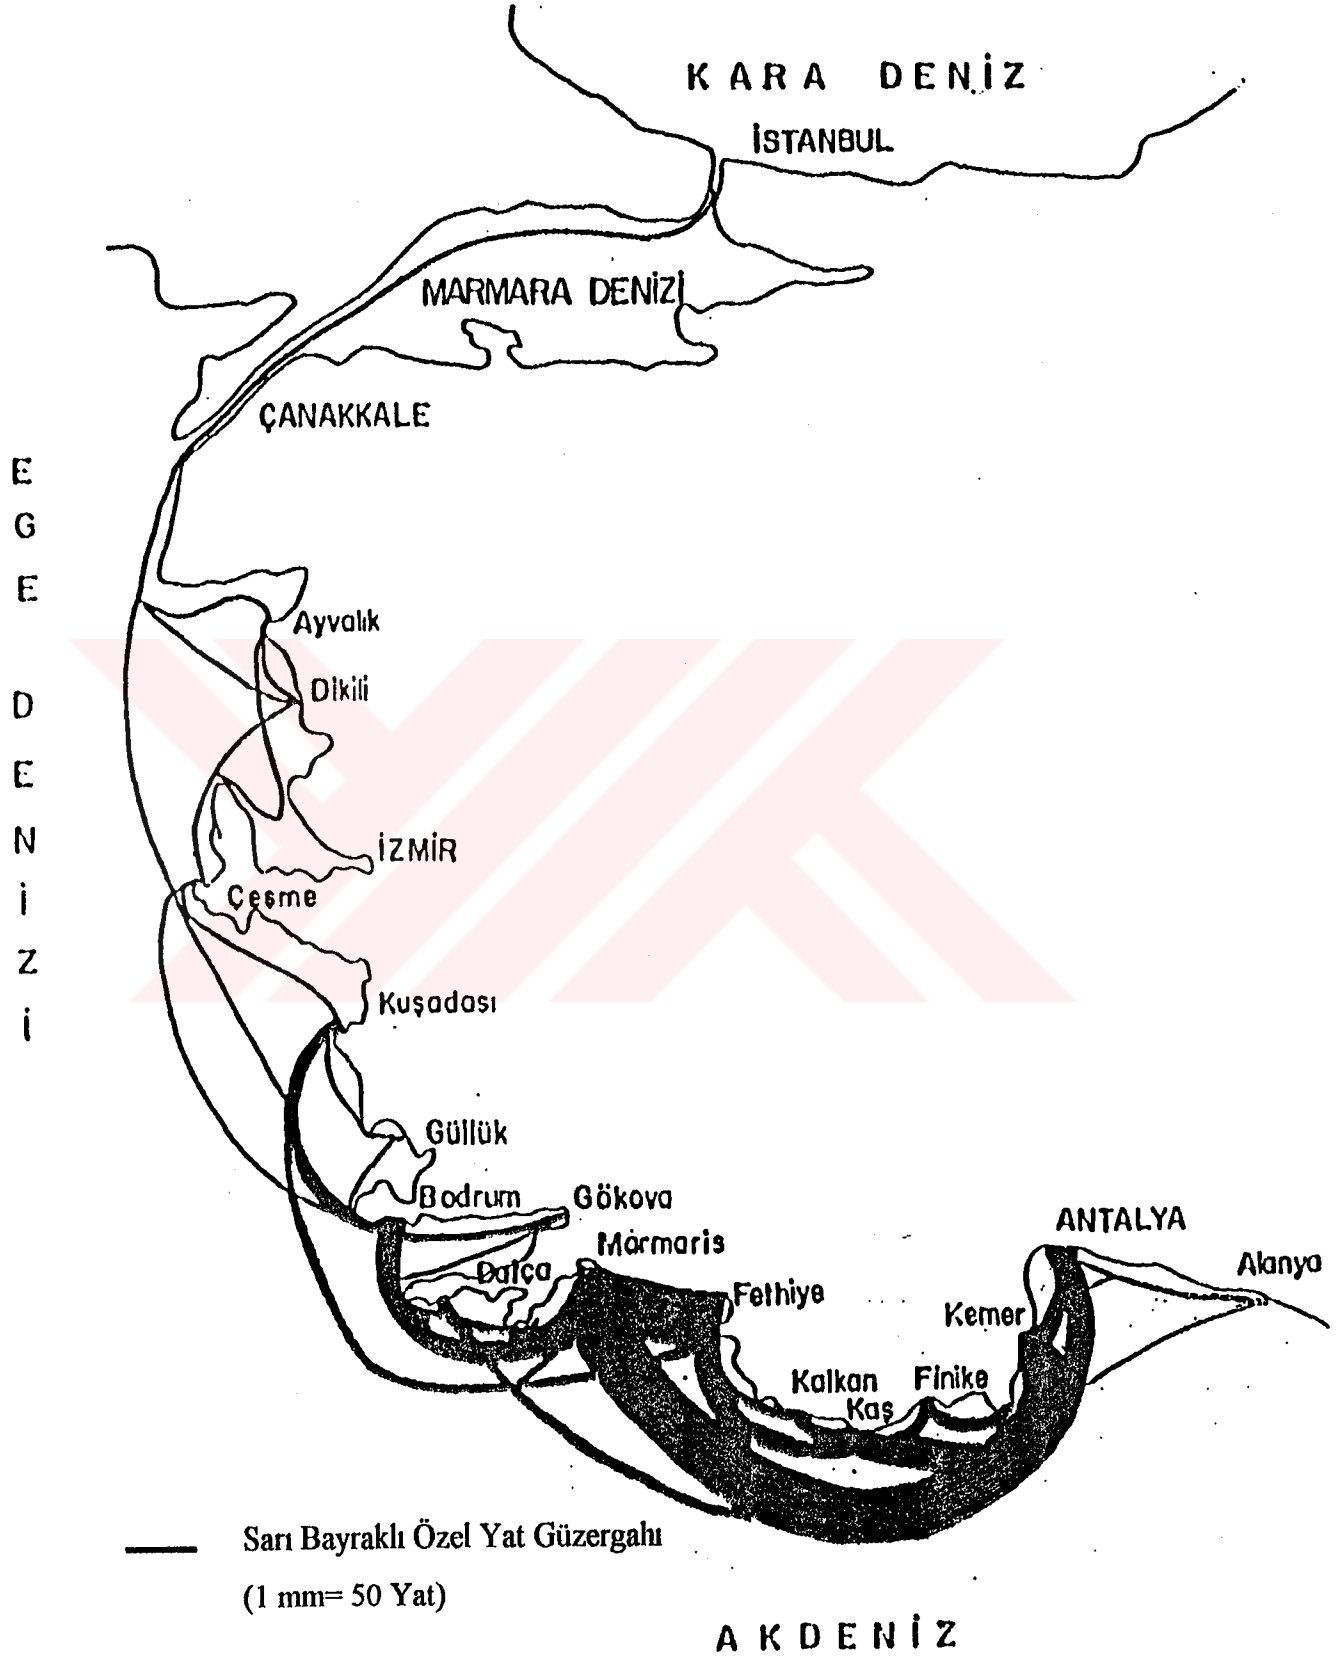 KARA DENİZ
İSTANBUL
MARMARA DENİZİ
ÇANAKKALE
EGE DENİZİ
Ayvalık
Dikili
İZMİR
Çeşme
Kuşadası
Güllük
Bodrum
Gökova
Marmaris
Datça
Fethiye
ANTALYA
Alanya
Kemer
Kalkan
Finike
Kaş
Sarı Bayraklı Özel Yat Güzergahı
(1 mm= 50 Yat)
AKDENİZ